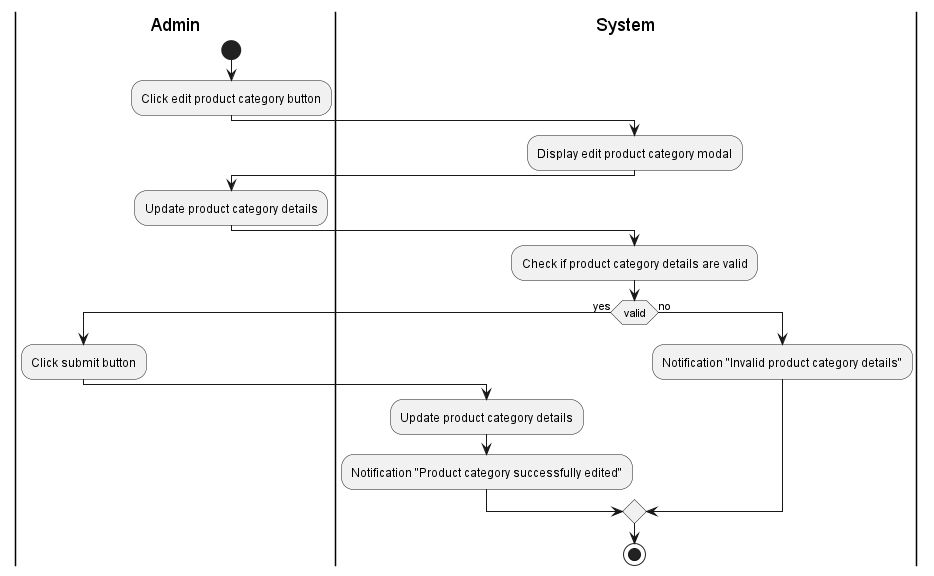 Admin
System
Click edit product category button
Display edit product category modal
Update product category details
Check if product category details are valid
yes
valid
no
Click submit button
Notification "Invalid product category details"
Update product category details
Notification "Product category successfully edited"